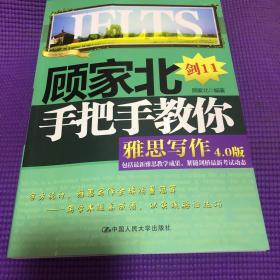 IELTS
顾家北
剑11
顾家北 编著
手把手教你
雅思写作 4.0版
包括最新雅思教学成果，紧随剑桥最新考试动态
中国人民大学出版社